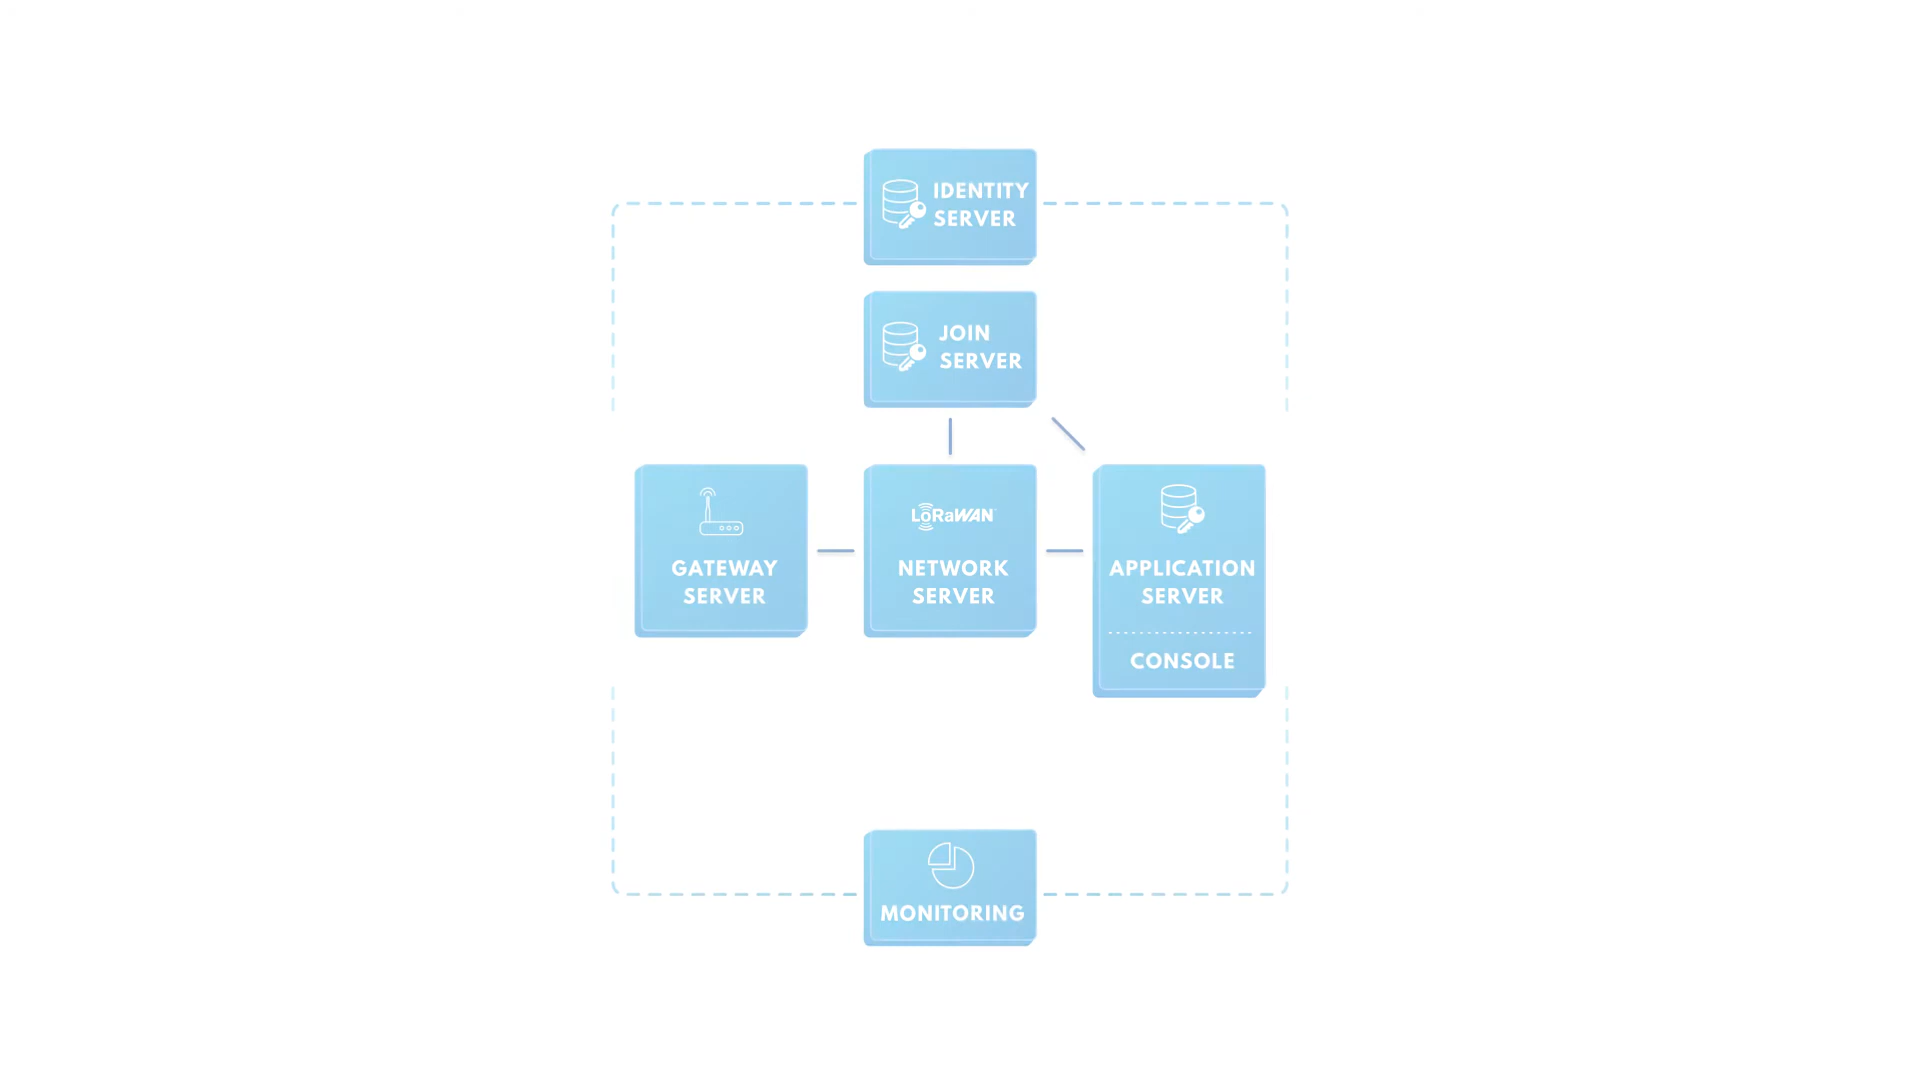 IDENTITY
SERVER
JOIN
SERVER
GATEWAY
SERVER
LoRaWAN
NETWORK
SERVER
APPLICATION
SERVER
CONSOLE
MONITORING